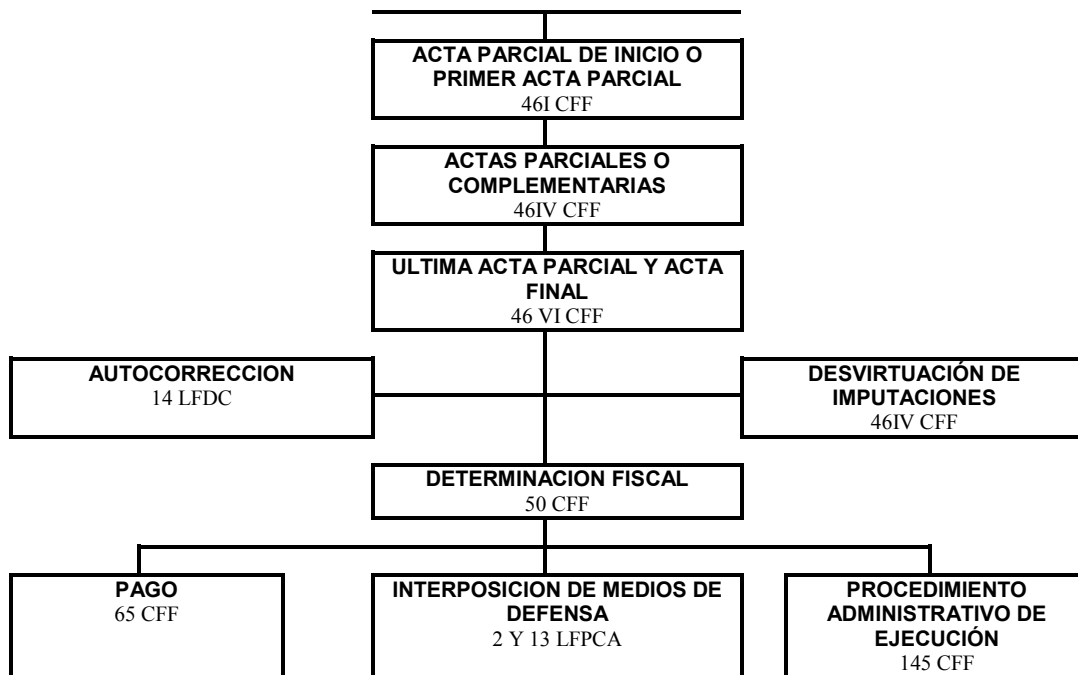 ACTA PARCIAL DE INICIO O
PRIMER ACTA PARCIAL
46I CFF
ACTAS PARCIALES O
COMPLEMENTARIAS
46IV CFF
ULTIMA ACTA PARCIAL Y ACTA
FINAL
46 VI CFF
AUTOCORRECCION
14 LFDC
DESVIRTUACIÓN DE
IMPUTACIONES
46IV CFF
DETERMINACION FISCAL
50 CFF
PAGO
65 CFF
INTERPOSICION DE MEDIOS DE
DEFENSA
2 Y 13 LFPCA
PROCEDIMIENTO
ADMINISTRATIVO DE
EJECUCIÓN
145 CFF